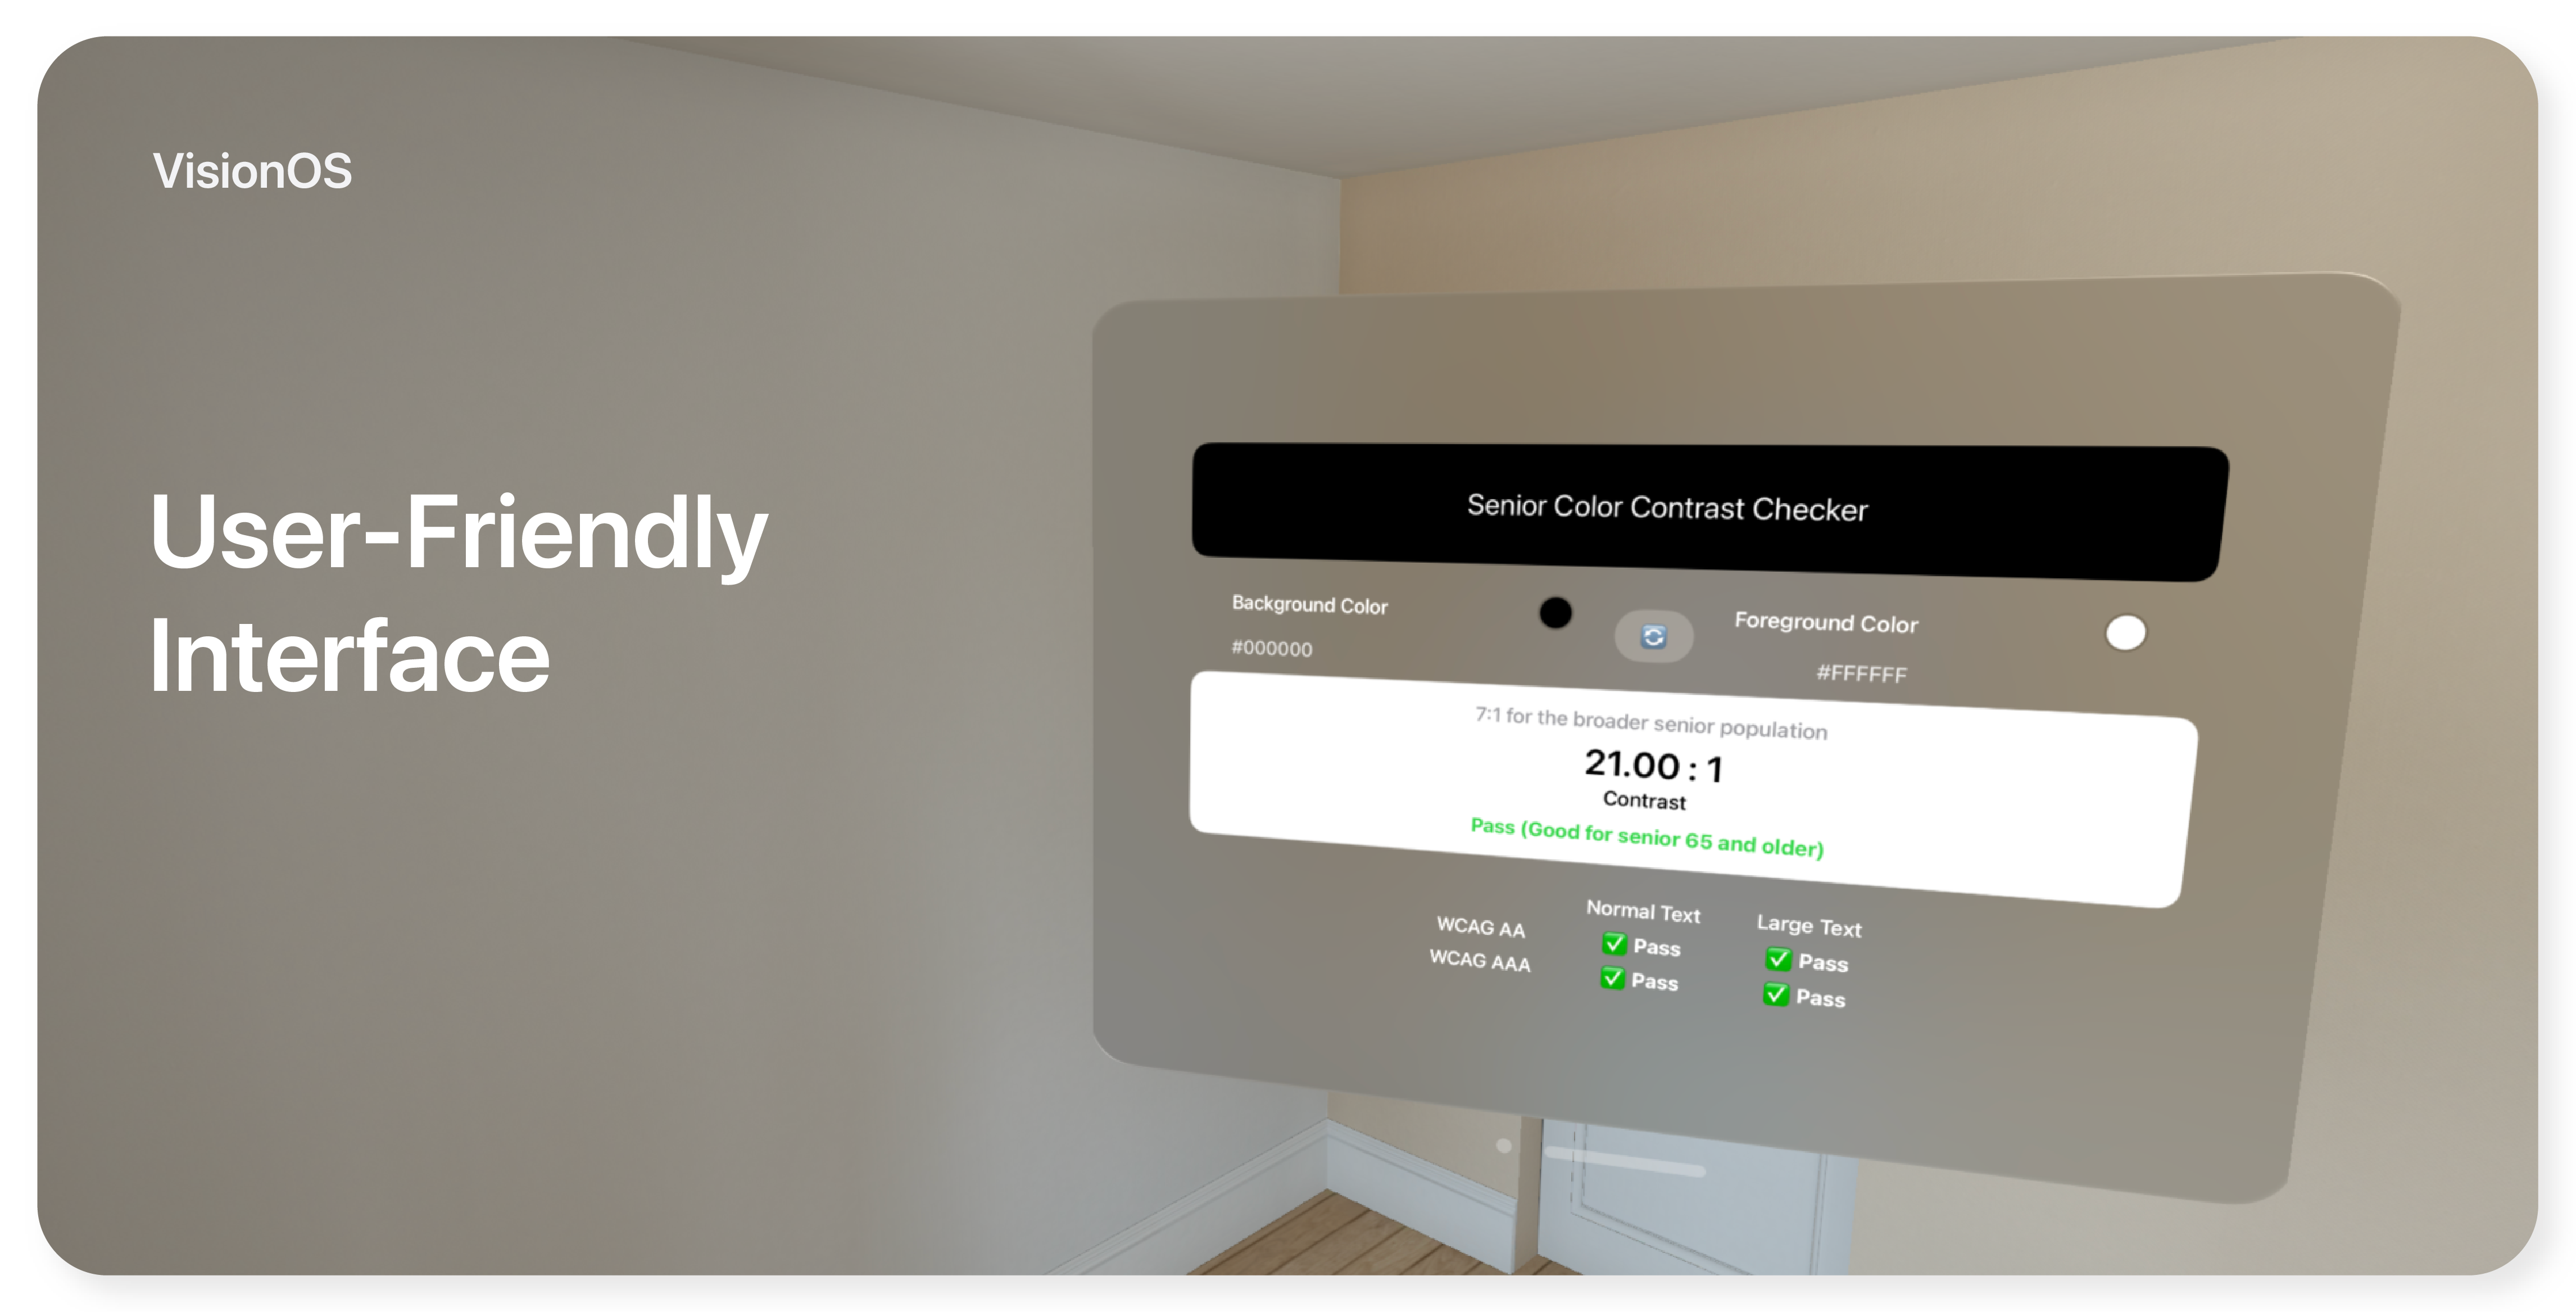 VisionOS
User-Friendly
Interface
Senior Color Contrast Checker
Background Color
#000000
Foreground Color
#FFFFFF
7:1 for the broader senior population
21.00 : 1
Contrast
Pass (Good for senior 65 and older)
Normal Text Large Text
WCAG AA Pass Pass
WCAG AAA Pass Pass